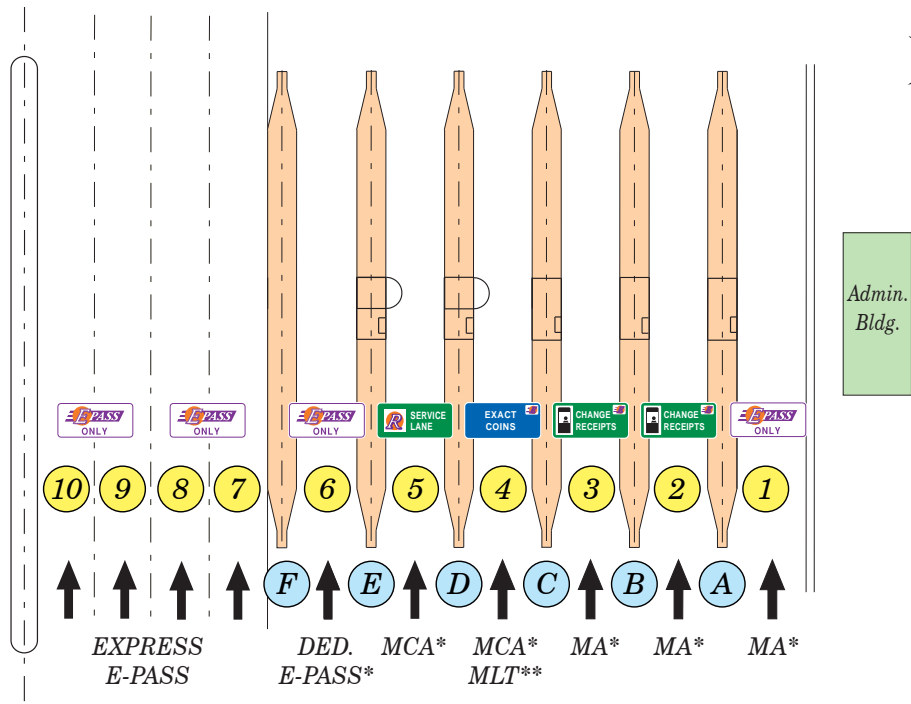 Admin.
Bldg.
E PASS
ONLY
E PASS
ONLY
E PASS
ONLY
R SERVICE
LANE
EXACT
COINS
CHANGE
RECEIPTS
CHANGE
RECEIPTS
E PASS
ONLY
10 9 8 7 6 5 4 3 2 1
F E D C B A
EXPRESS
E-PASS
DED.
E-PASS*
MCA*
MCA*
MLT**
MA*
MA*
MA*